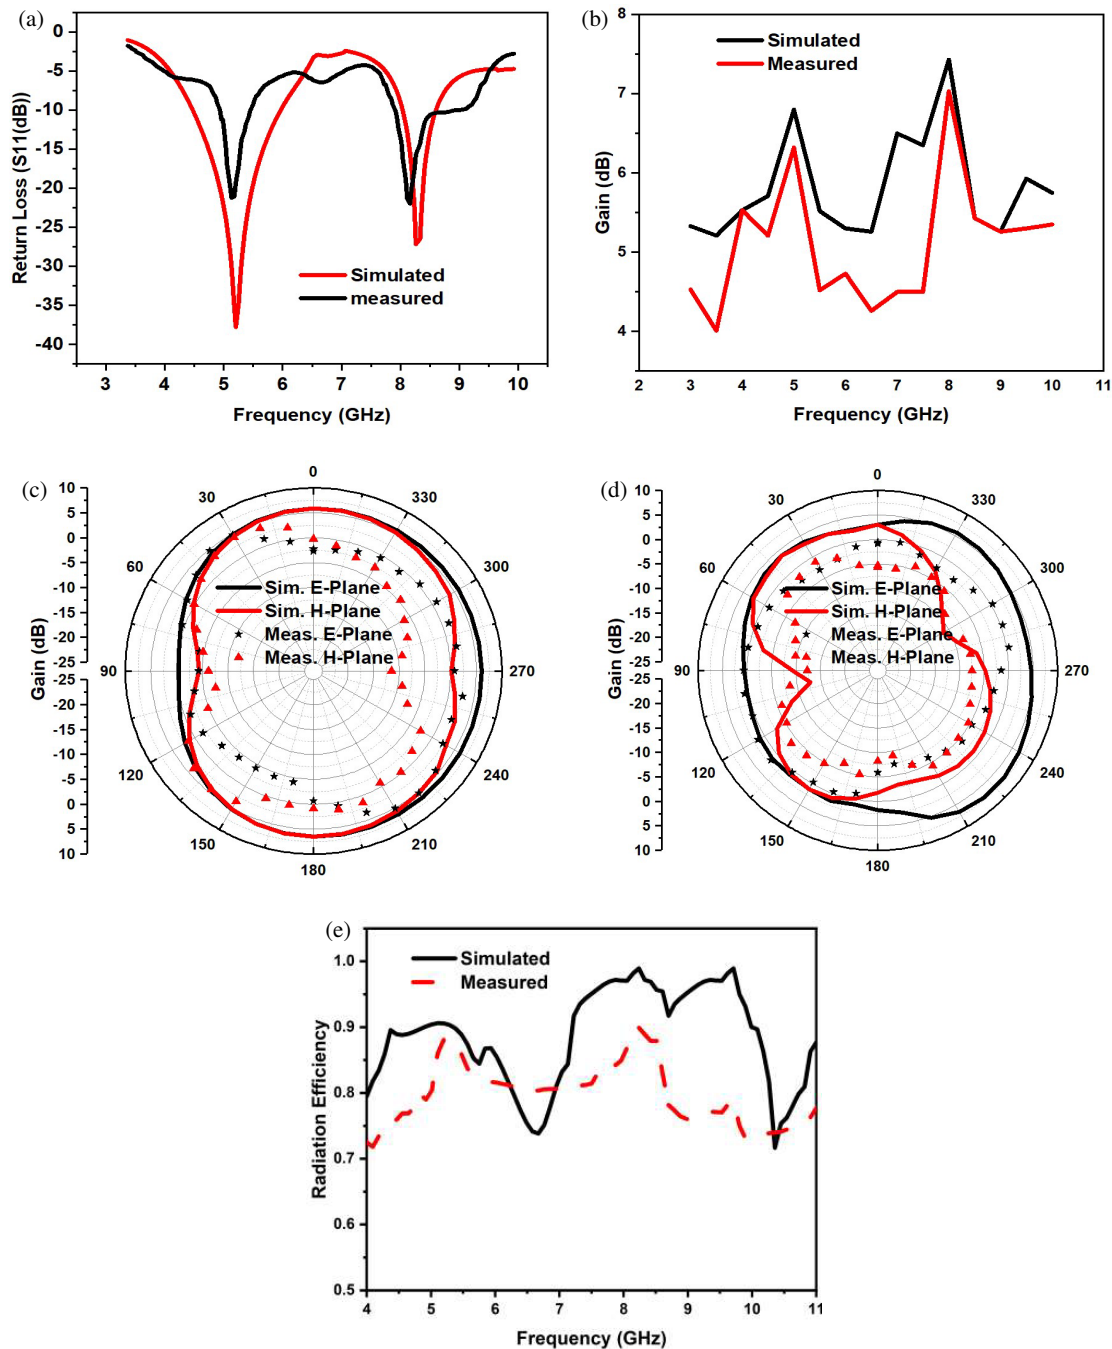 (a)
0
-5
-10
-15
-20
-25
-30
-35
-40
Return Loss (S11(dB))
Simulated
measured
3 4 5 6 7 8 9 10
Frequency (GHz)
(b)
8
7
6
5
4
Gain (dB)
Simulated
Measured
2 3 4 5 6 7 8 9 10 11
Frequency (GHz)
(c)
10
5
0
-5
-10
-15
-20
-25
-25
-20
-15
-10
-5
0
5
10
Gain (dB)
0
30
330
60
300
90
270
120
240
150
210
180
Sim. E-Plane
Sim. H-Plane
Meas. E-Plane
Meas. H-Plane
(d)
10
5
0
-5
-10
-15
-20
-25
-25
-20
-15
-10
-5
0
5
10
Gain (dB)
0
30
330
60
300
90
270
120
240
150
210
180
Sim. E-Plane
Sim. H-Plane
Meas. E-Plane
Meas. H-Plane
(e)
1.0
0.9
0.8
0.7
0.6
0.5
Radiation Efficiency
Simulated
Measured
4 5 6 7 8 9 10 11
Frequency (GHz)